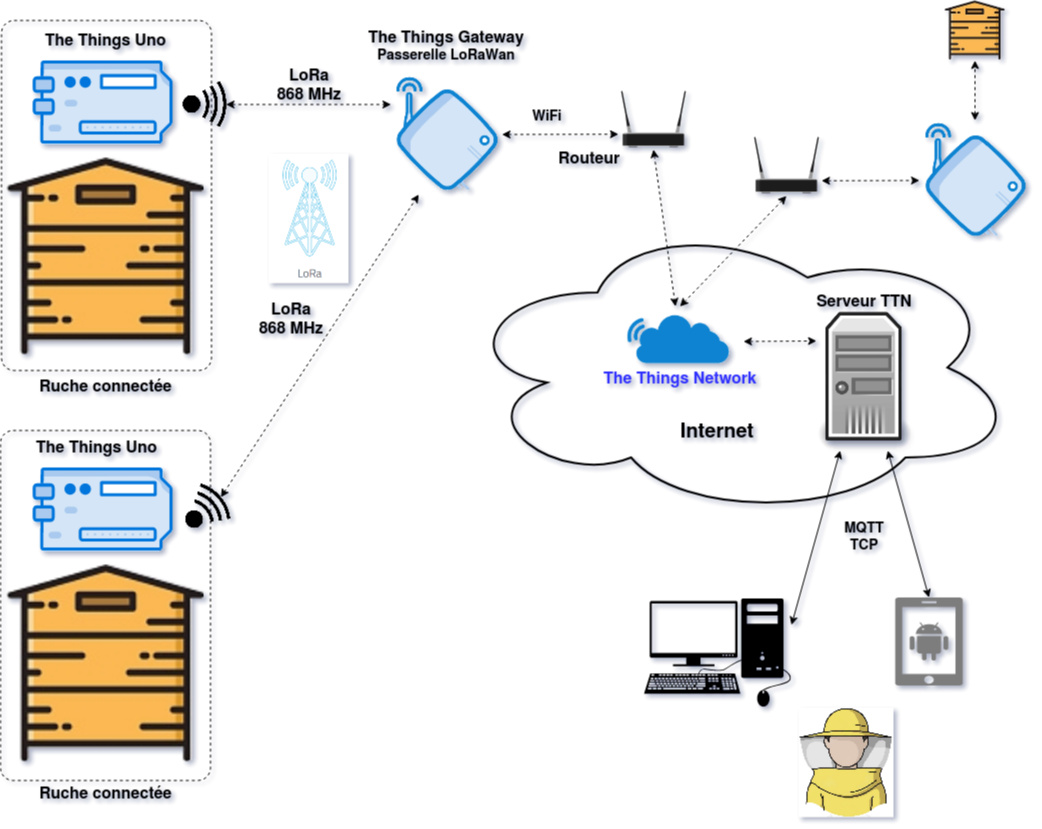 The Things Uno
LoRa
868 MHz
The Things Gateway
Passerelle LoRaWan
WiFi
Routeur
LoRa
LoRa
868 MHz
Ruche connectée
Serveur TTN
The Things Network
Internet
The Things Uno
MQTT
TCP
Ruche connectée